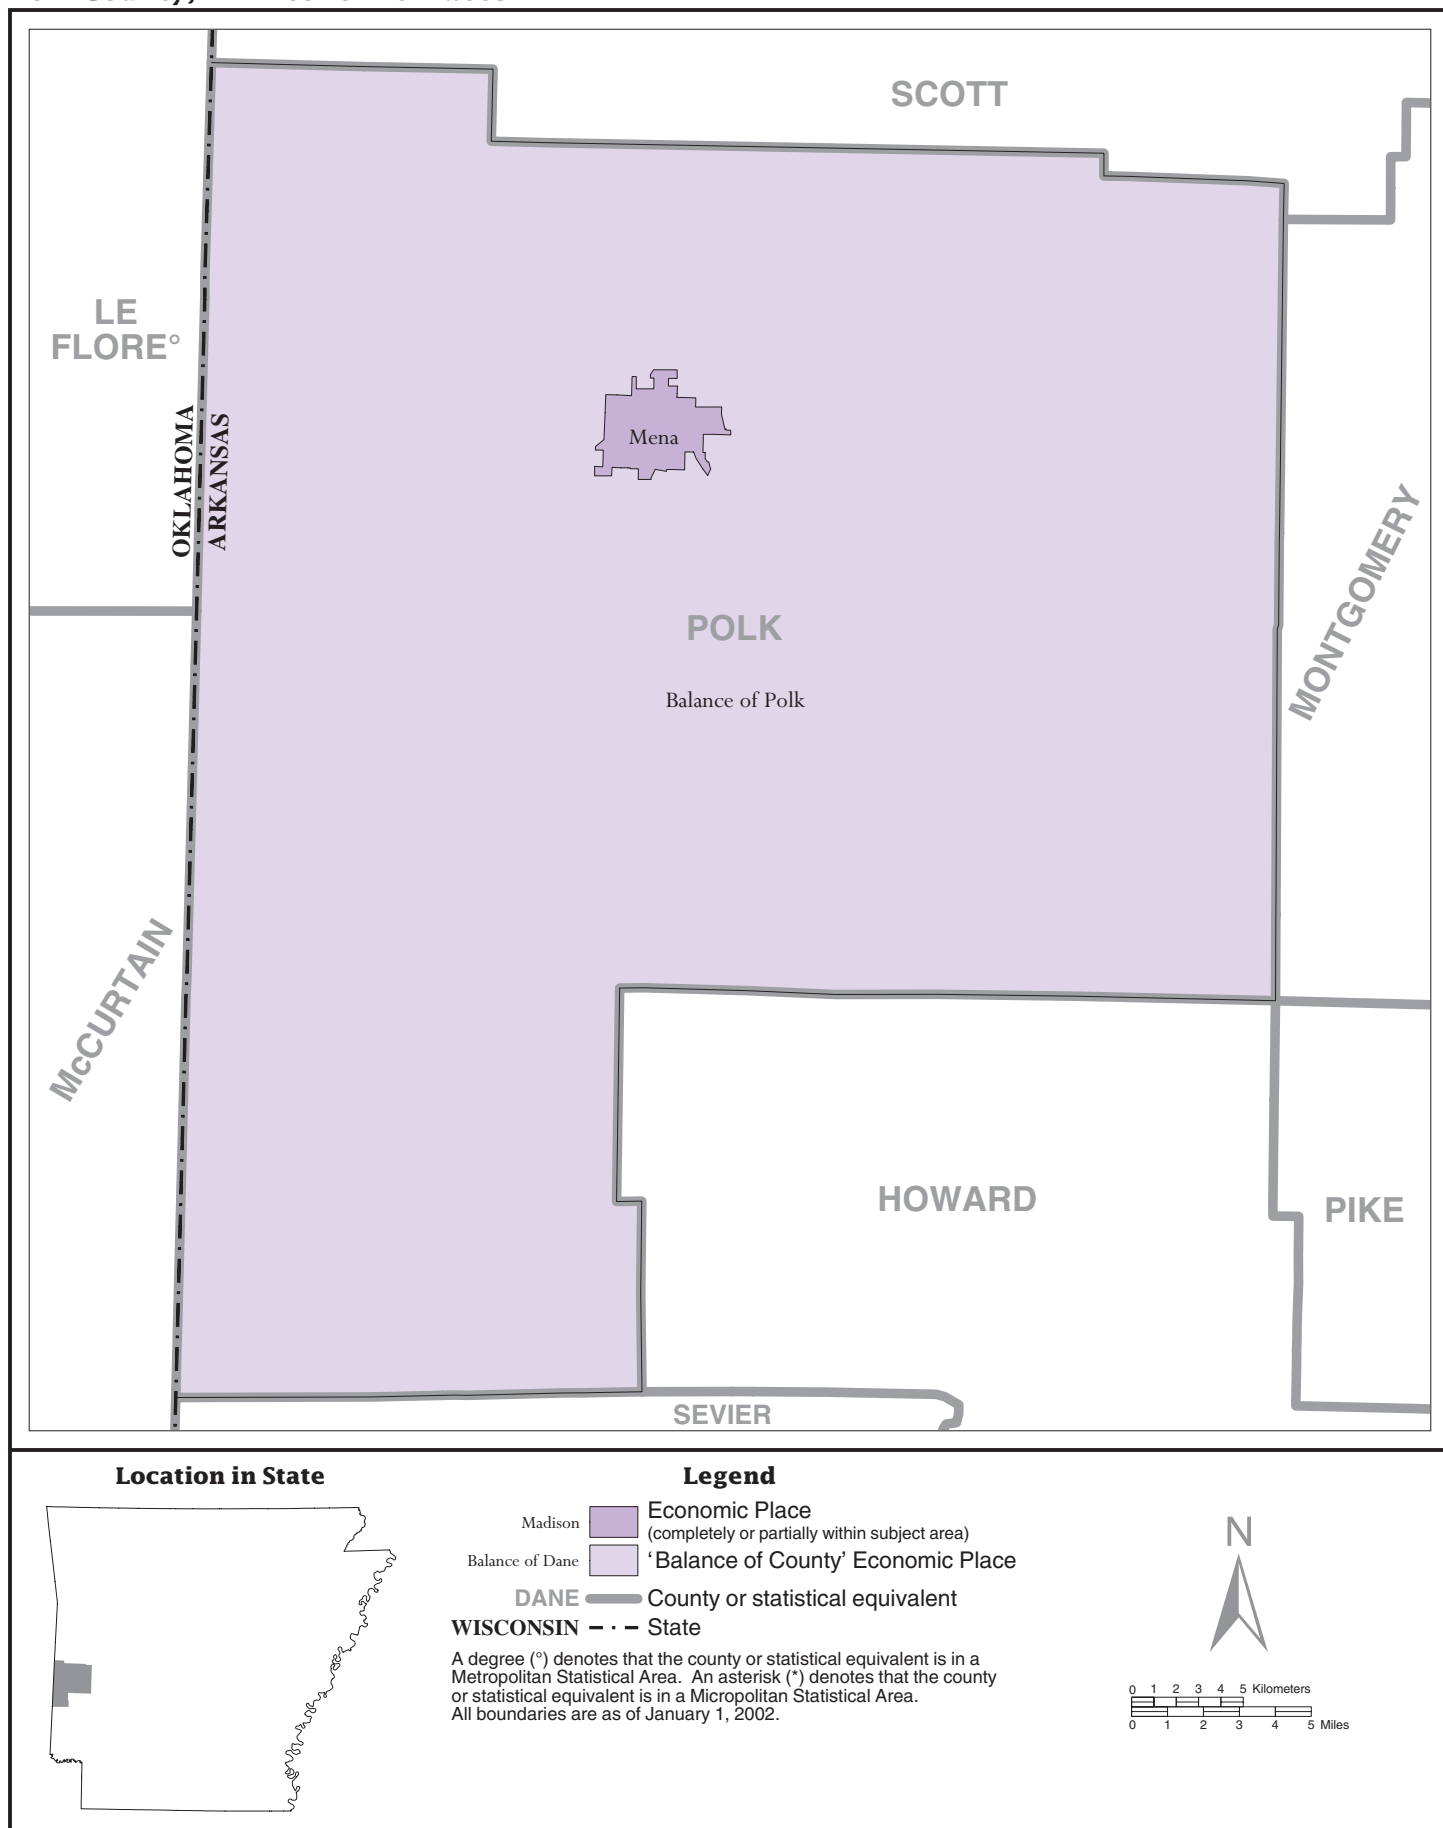 SCOTT
LE
FLORE°
OKLAHOMA
ARKANSAS
Mena
MONTGOMERY
POLK
Balance of Polk
McCURTAIN
HOWARD
PIKE
SEVIER
Location in State
Legend
Madison
Economic Place
(completely or partially within subject area)
Balance of Dane
‘Balance of County’ Economic Place
DANE
County or statistical equivalent
WISCONSIN
State
A degree (°) denotes that the county or statistical equivalent is in a
Metropolitan Statistical Area. An asterisk (*) denotes that the county
or statistical equivalent is in a Micropolitan Statistical Area.
All boundaries are as of January 1, 2002.
N
0 1 2 3 4 5 Kilometers
0 1 2 3 4 5 Miles